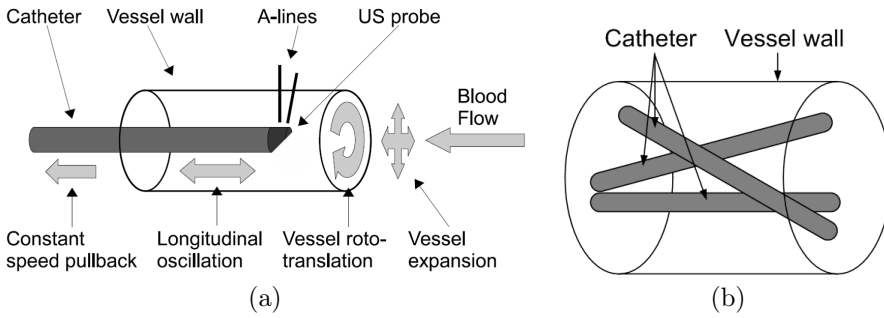 Catheter
Vessel wall
A-lines
US probe
Blood
Flow
Constant
speed pullback
Longitudinal
oscillation
Vessel roto-
translation
Vessel
expansion
(a)
Catheter
Vessel wall
(b)